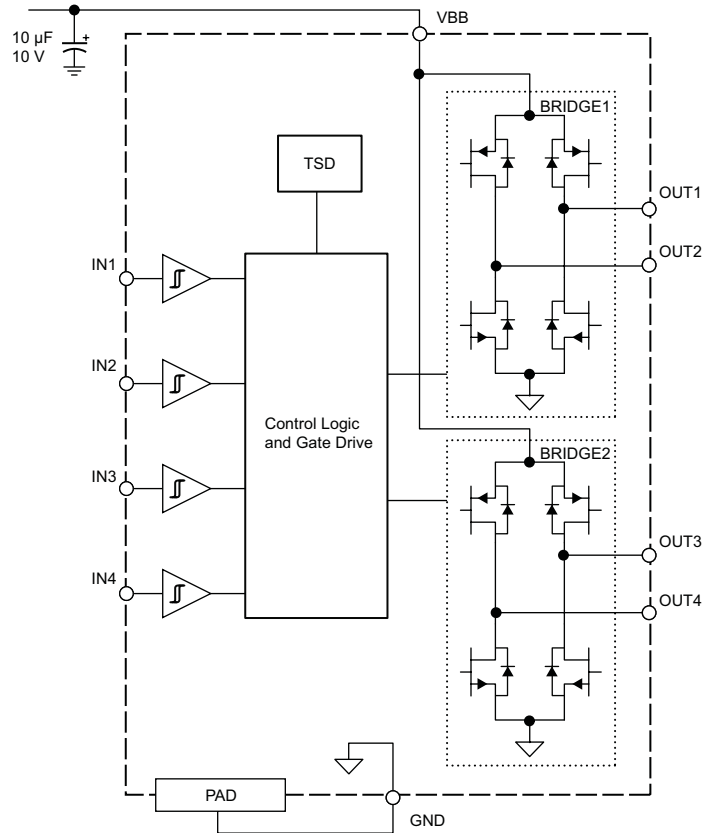 VBB
10 µF
10 V
+
BRIDGE1
TSD
OUT1
OUT2
IN1
IN2
Control Logic
and Gate Drive
BRIDGE2
IN3
OUT3
IN4
OUT4
PAD
GND